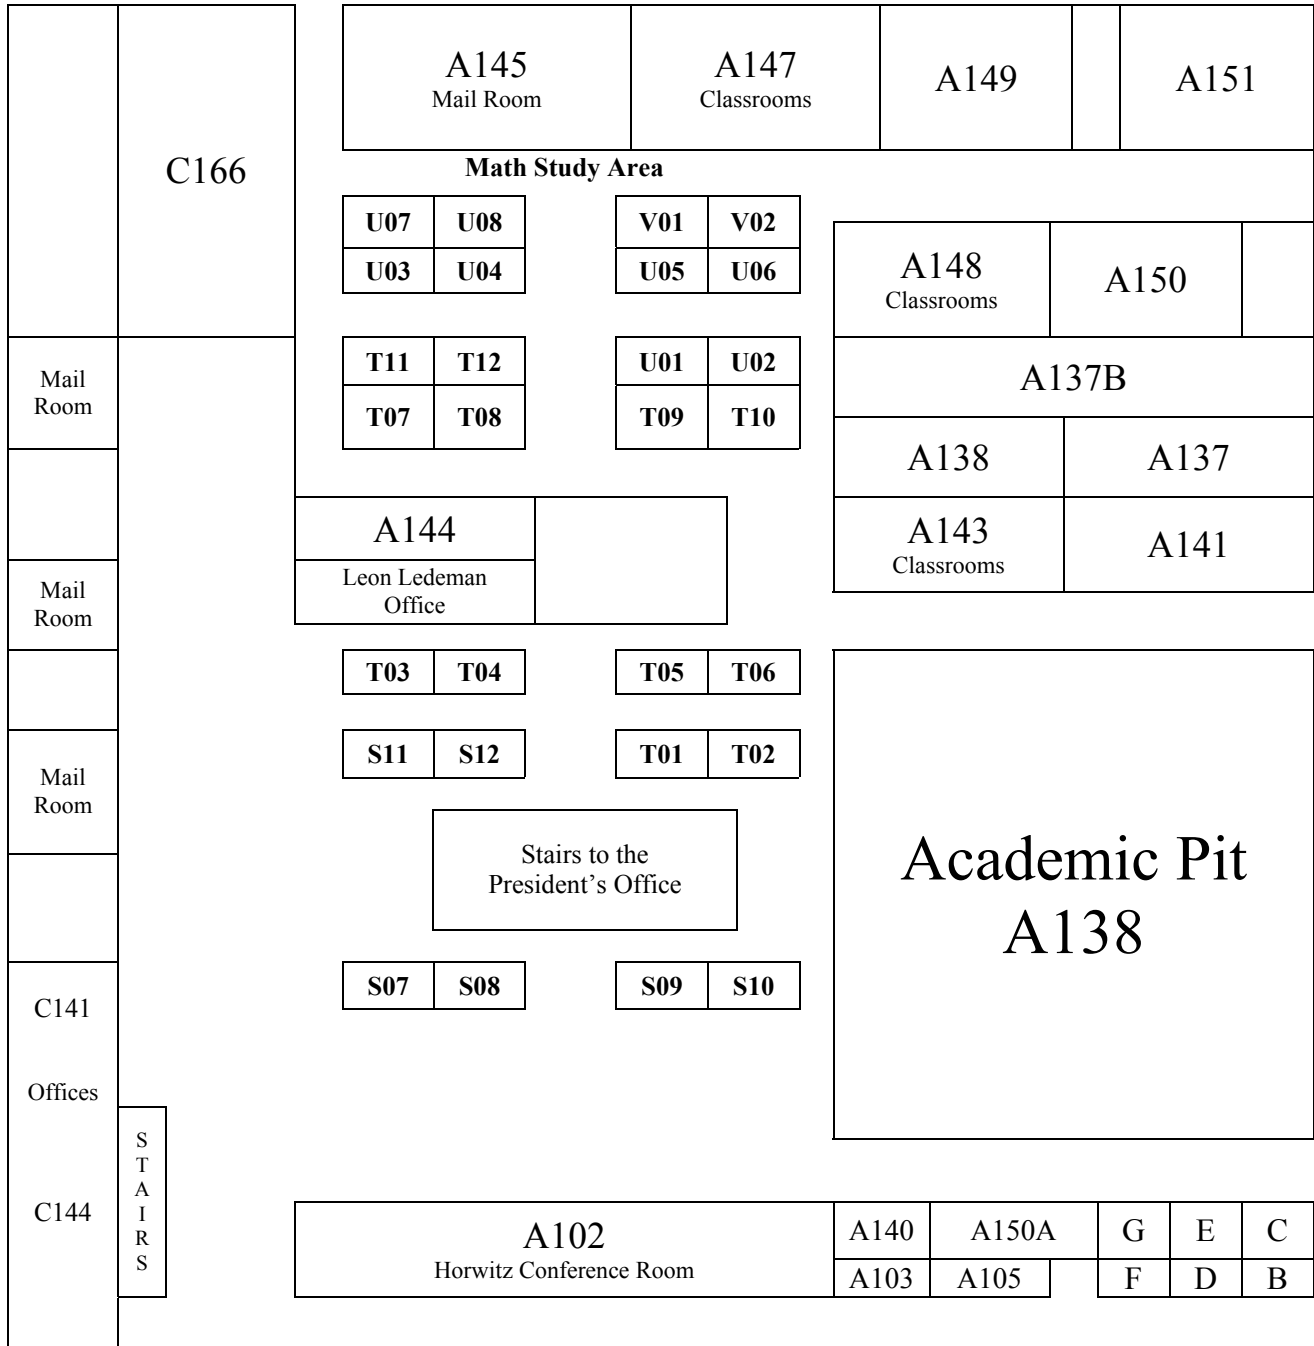 A145
Mail Room
A147
Classrooms
A149
A151
C166
Math Study Area
U07 U08 V01 V02
U03 U04 U05 U06
A148
Classrooms
A150
T11 T12 U01 U02
Mail
Room
A137B
T07 T08 T09 T10
A138 A137
A144
A143
Classrooms
A141
Leon Ledeman
Office
Mail
Room
T03 T04 T05 T06
S11 S12 T01 T02
Mail
Room
Stairs to the
President's Office
Academic Pit
A138
S07 S08 S09 S10
C141
Offices
C144
S
T
A
I
R
S
A102
Horwitz Conference Room
A140 A150A G E C
A103 A105 F D B